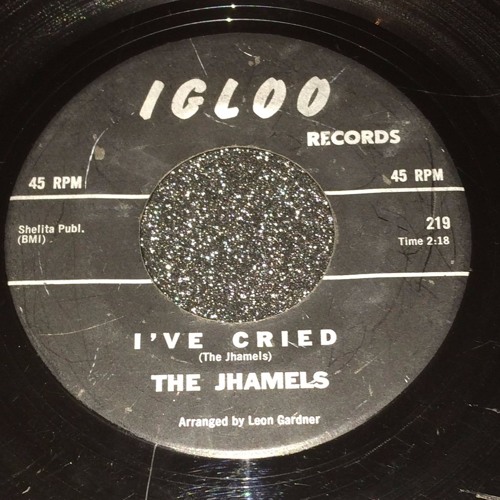 IGLOO
RECORDS
45 RPM
45 RPM
Shelita Publ.
(BMI)
219
Time 2:18
I'VE CRIED
(The Jhamels)
THE JHAMELS
Arranged by Leon Gardner